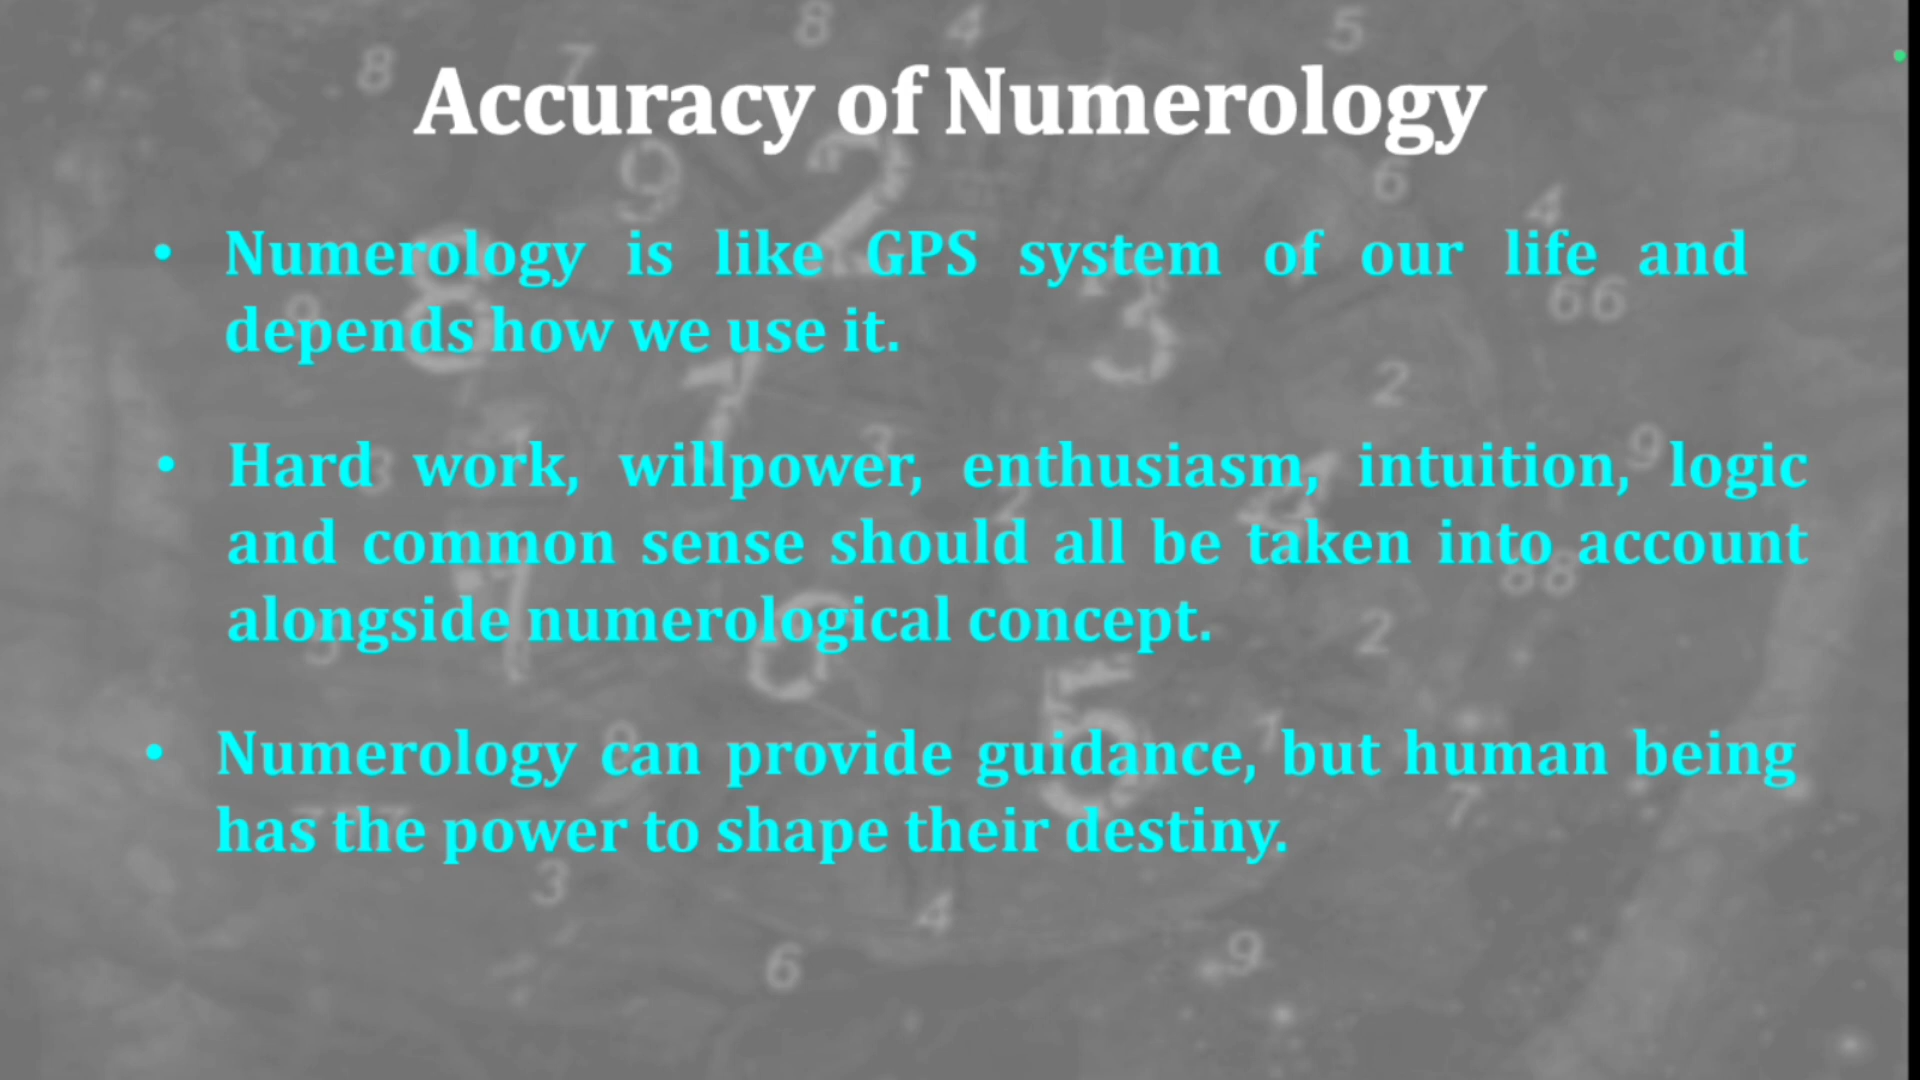 Accuracy of Numerology
• Numerology is like GPS system of our life and
depends how we use it.
• Hard work, willpower, enthusiasm, intuition, logic
and common sense should all be taken into account
alongside numerological concept.
• Numerology can provide guidance, but human being
has the power to shape their destiny.